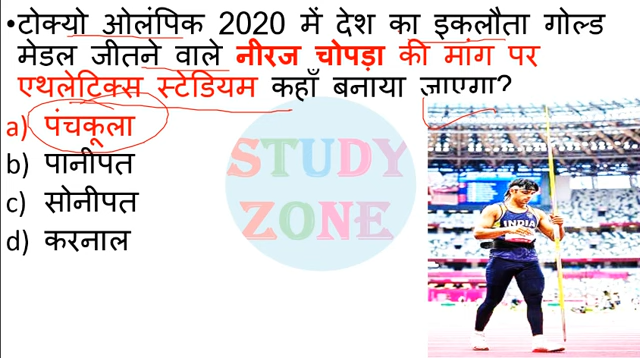 •टोक्यो ओलंपिक 2020 में देश का इकलौता गोल्ड
मेडल जीतने वाले नीरज चोपड़ा की मांग पर
एथलेटिक्स स्टेडियम कहाँ बनाया जाएगा?
a) पंचकूला
b) पानीपत
c) सोनीपत
d) करनाल
STUDY
ZONE
INDIA